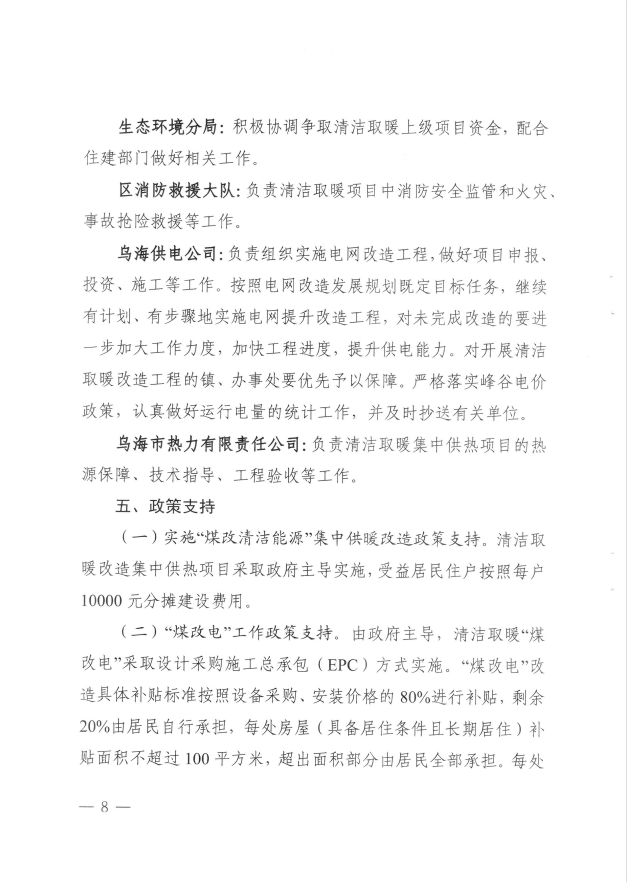 生态环境分局：积极协调争取清洁取暖上级项目资金，配合
住建部门做好相关工作。
区消防救援大队：负责清洁取暖项目中消防安全监管和火灾、
事故抢险救援等工作。
乌海供电公司：负责组织实施电网改造工程，做好项目申报、
投资、施工等工作。按照电网改造发展规划既定目标任务，继续
有计划、有步骤地实施电网提升改造工程，对未完成改造的要进
一步加大工作力度，加快工程进度，提升供电能力。对开展清洁
取暖改造工程的镇、办事处要优先予以保障。严格落实峰谷电价
政策，认真做好运行电量的统计工作，并及时抄送有关单位。
乌海市热力有限责任公司：负责清洁取暖集中供热项目的热
源保障、技术指导、工程验收等工作。
五、政策支持
（一）实施“煤改清洁能源”集中供暖改造政策支持。清洁取
暖改造集中供热项目采取政府主导实施，受益居民住户按照每户
10000 元分摊建设费用。
（二）“煤改电”工作政策支持。由政府主导，清洁取暖“煤
改电”采取设计采购施工总承包（EPC）方式实施。“煤改电”改
造具体补贴标准按照设备采购、安装价格的 80%进行补贴，剩余
20%由居民自行承担，每处房屋（具备居住条件且长期居住）补
贴面积不超过 100 平方米，超出面积部分由居民全部承担。每处
— 8 —